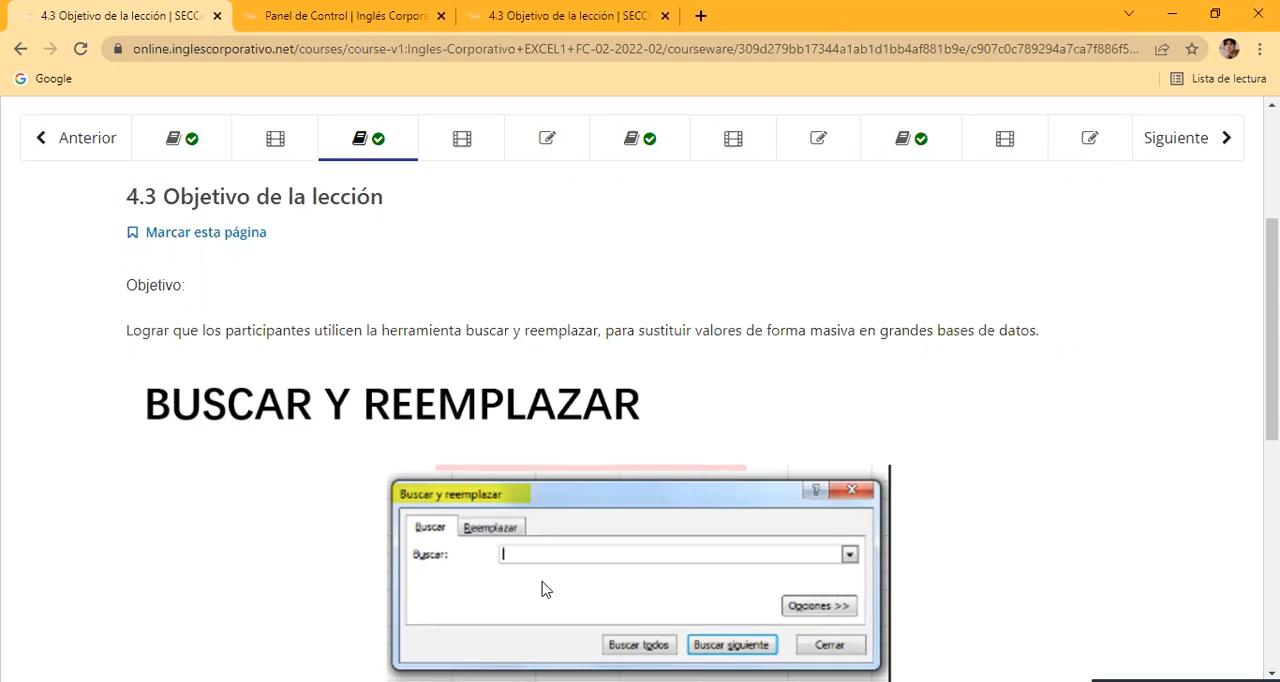 4.3 Objetivo de la lección | SECC
Panel de Control | Inglés Corpora
4.3 Objetivo de la lección | SECC
online.inglescorporativo.net/courses/course-v1:Ingles-Corporativo+EXCEL1+FC-02-2022-02/courseware/309d279bb17344a1ab1d1bb4af881b9e/c907c0c789294a7ca7f886f5...
Google
Lista de lectura
Anterior
Siguiente
4.3 Objetivo de la lección
Marcar esta página
Objetivo:
Lograr que los participantes utilicen la herramienta buscar y reemplazar, para sustituir valores de forma masiva en grandes bases de datos.
BUSCAR Y REEMPLAZAR
Buscar y reemplazar
Buscar Reemplazar
Buscar:
Opciones >>
Buscar todos Buscar siguiente Cerrar